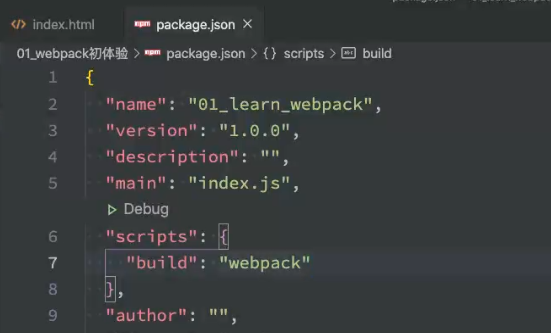 index.html package.json
01_webpack初体验 > package.json > {} scripts > build
1 {
2 "name": "01_learn_webpack",
3 "version": "1.0.0",
4 "description": "",
5 "main": "index.js",
Debug
6 "scripts": {
7 "build": "webpack"
8 },
9 "author": "",